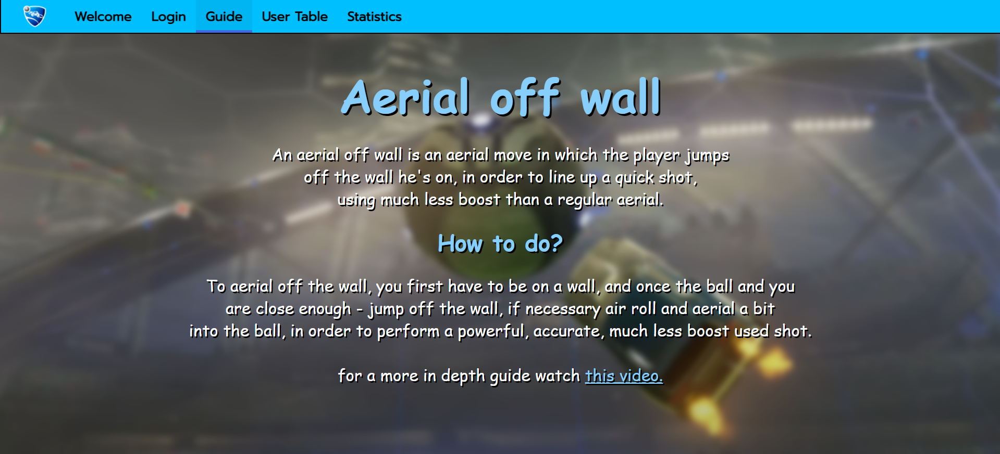 Welcome Login Guide User Table Statistics
Aerial off wall
An aerial off wall is an aerial move in which the player jumps
off the wall he's on, in order to line up a quick shot,
using much less boost than a regular aerial.
How to do?
To aerial off the wall, you first have to be on a wall, and once the ball and you
are close enough - jump off the wall, if necessary air roll and aerial a bit
into the ball, in order to perform a powerful, accurate, much less boost used shot.
for a more in depth guide watch this video.